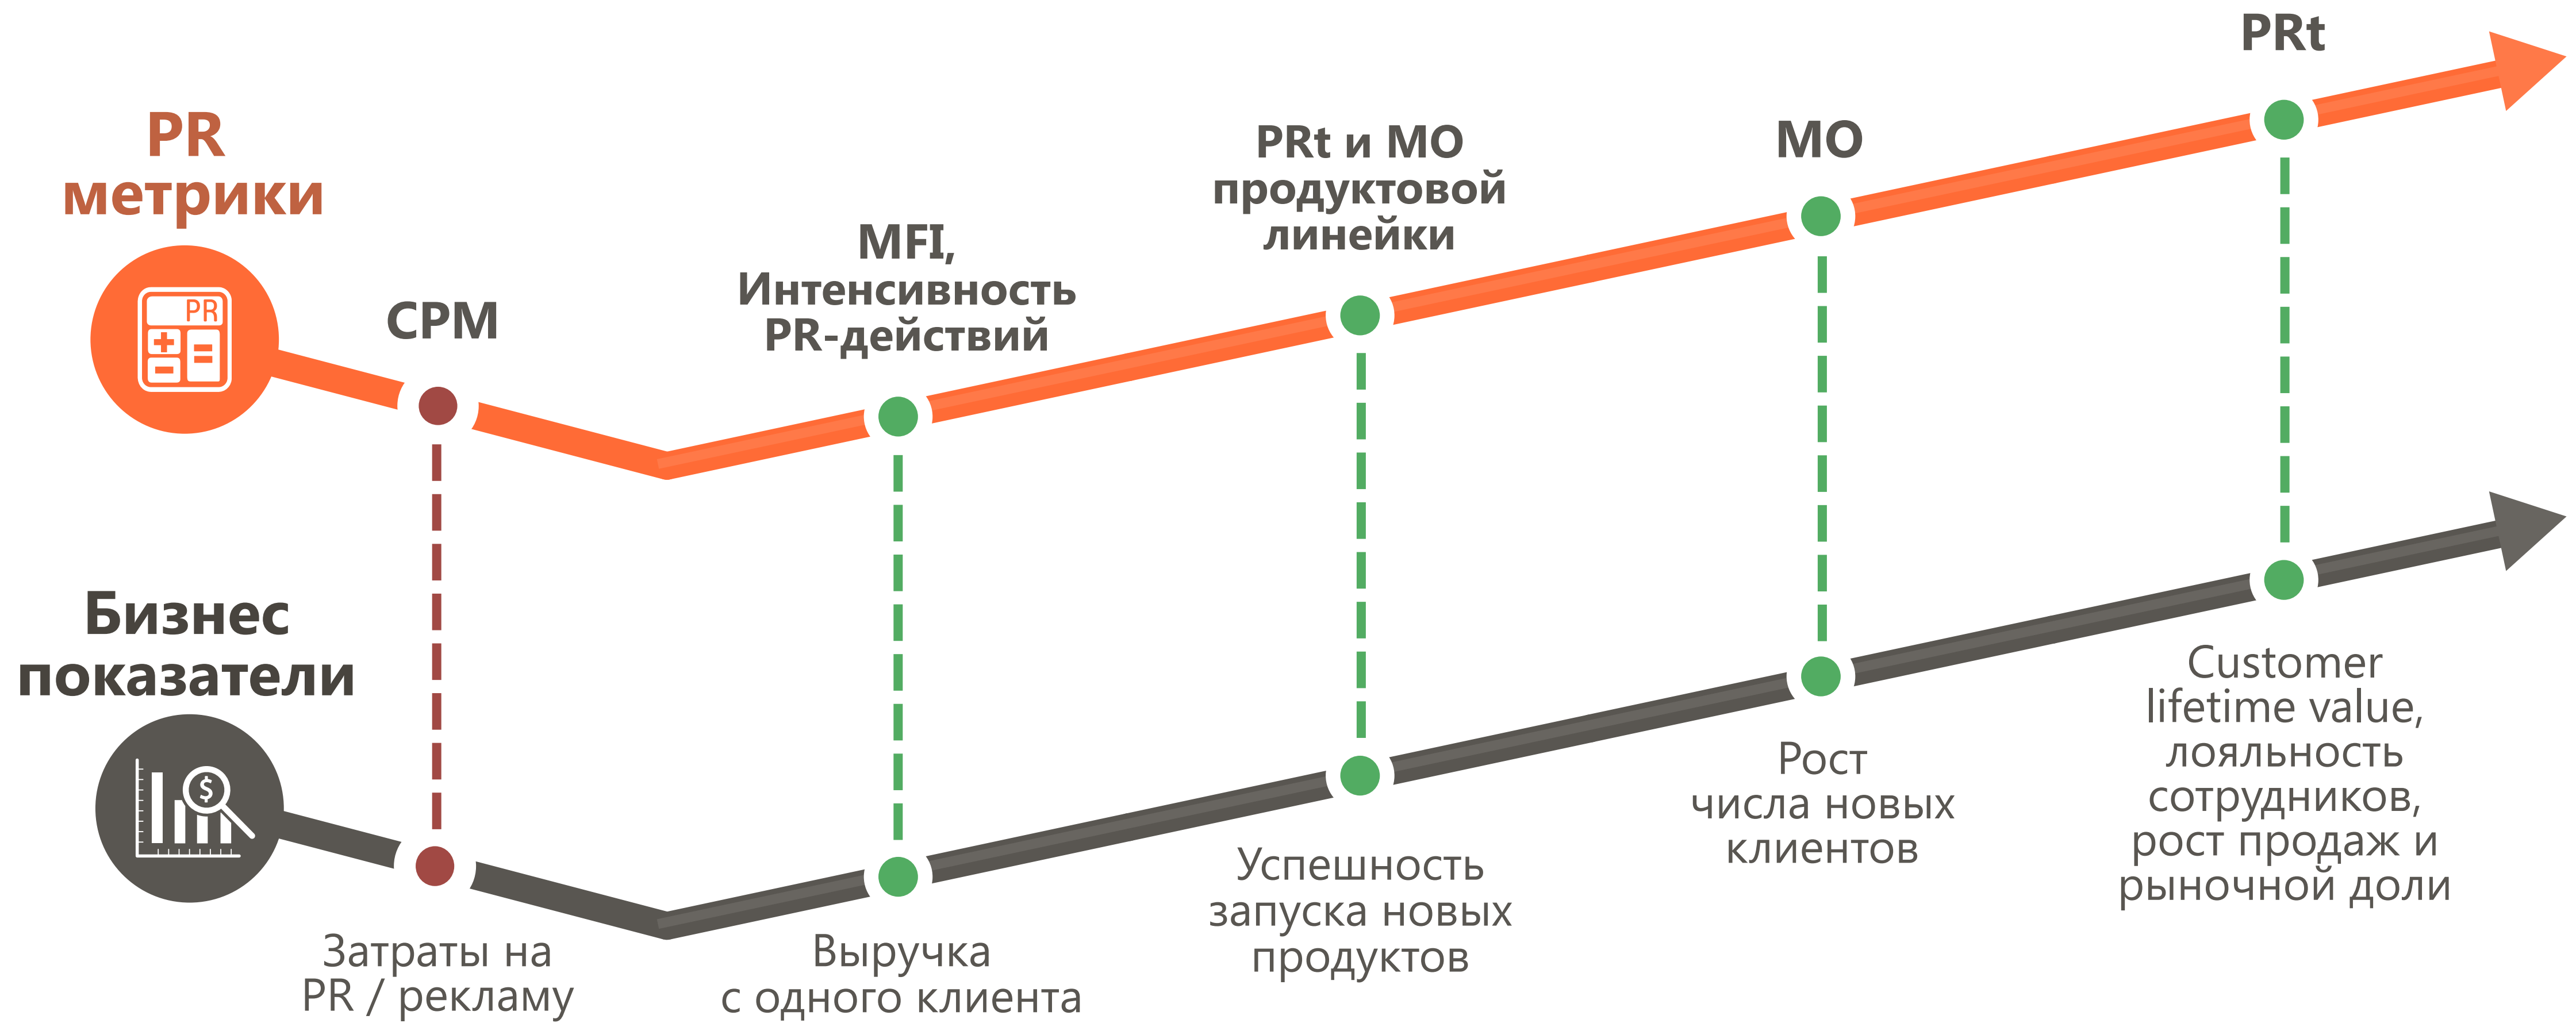 PR
метрики
PR
CPM
MFI,
Интенсивность
PR-действий
PRt и MO
продуктовой
линейки
MO
PRt
Бизнес
показатели
$
Затраты на
PR / рекламу
Выручка
с одного клиента
Успешность
запуска новых
продуктов
Рост
числа новых
клиентов
Customer
lifetime value,
лояльность
сотрудников,
рост продаж и
рыночной доли